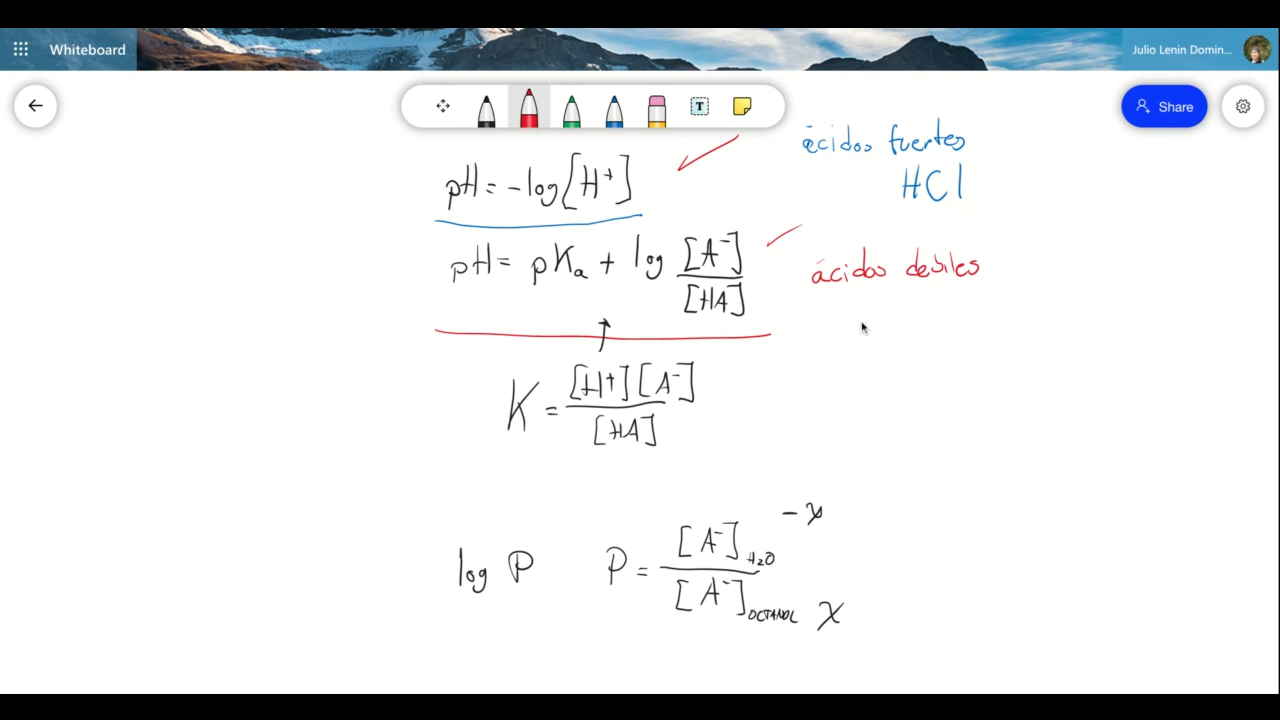 Whiteboard
Julio Lenin Domin...
T
Share
ácidos fuertes
HCl
pH = -log[H+]
pH = pKa + log [A-]/[HA]
ácidos debiles
K = [H+][A-]/[HA]
log P P = [A-]H2O/[A-]OCTANOL
- x
x